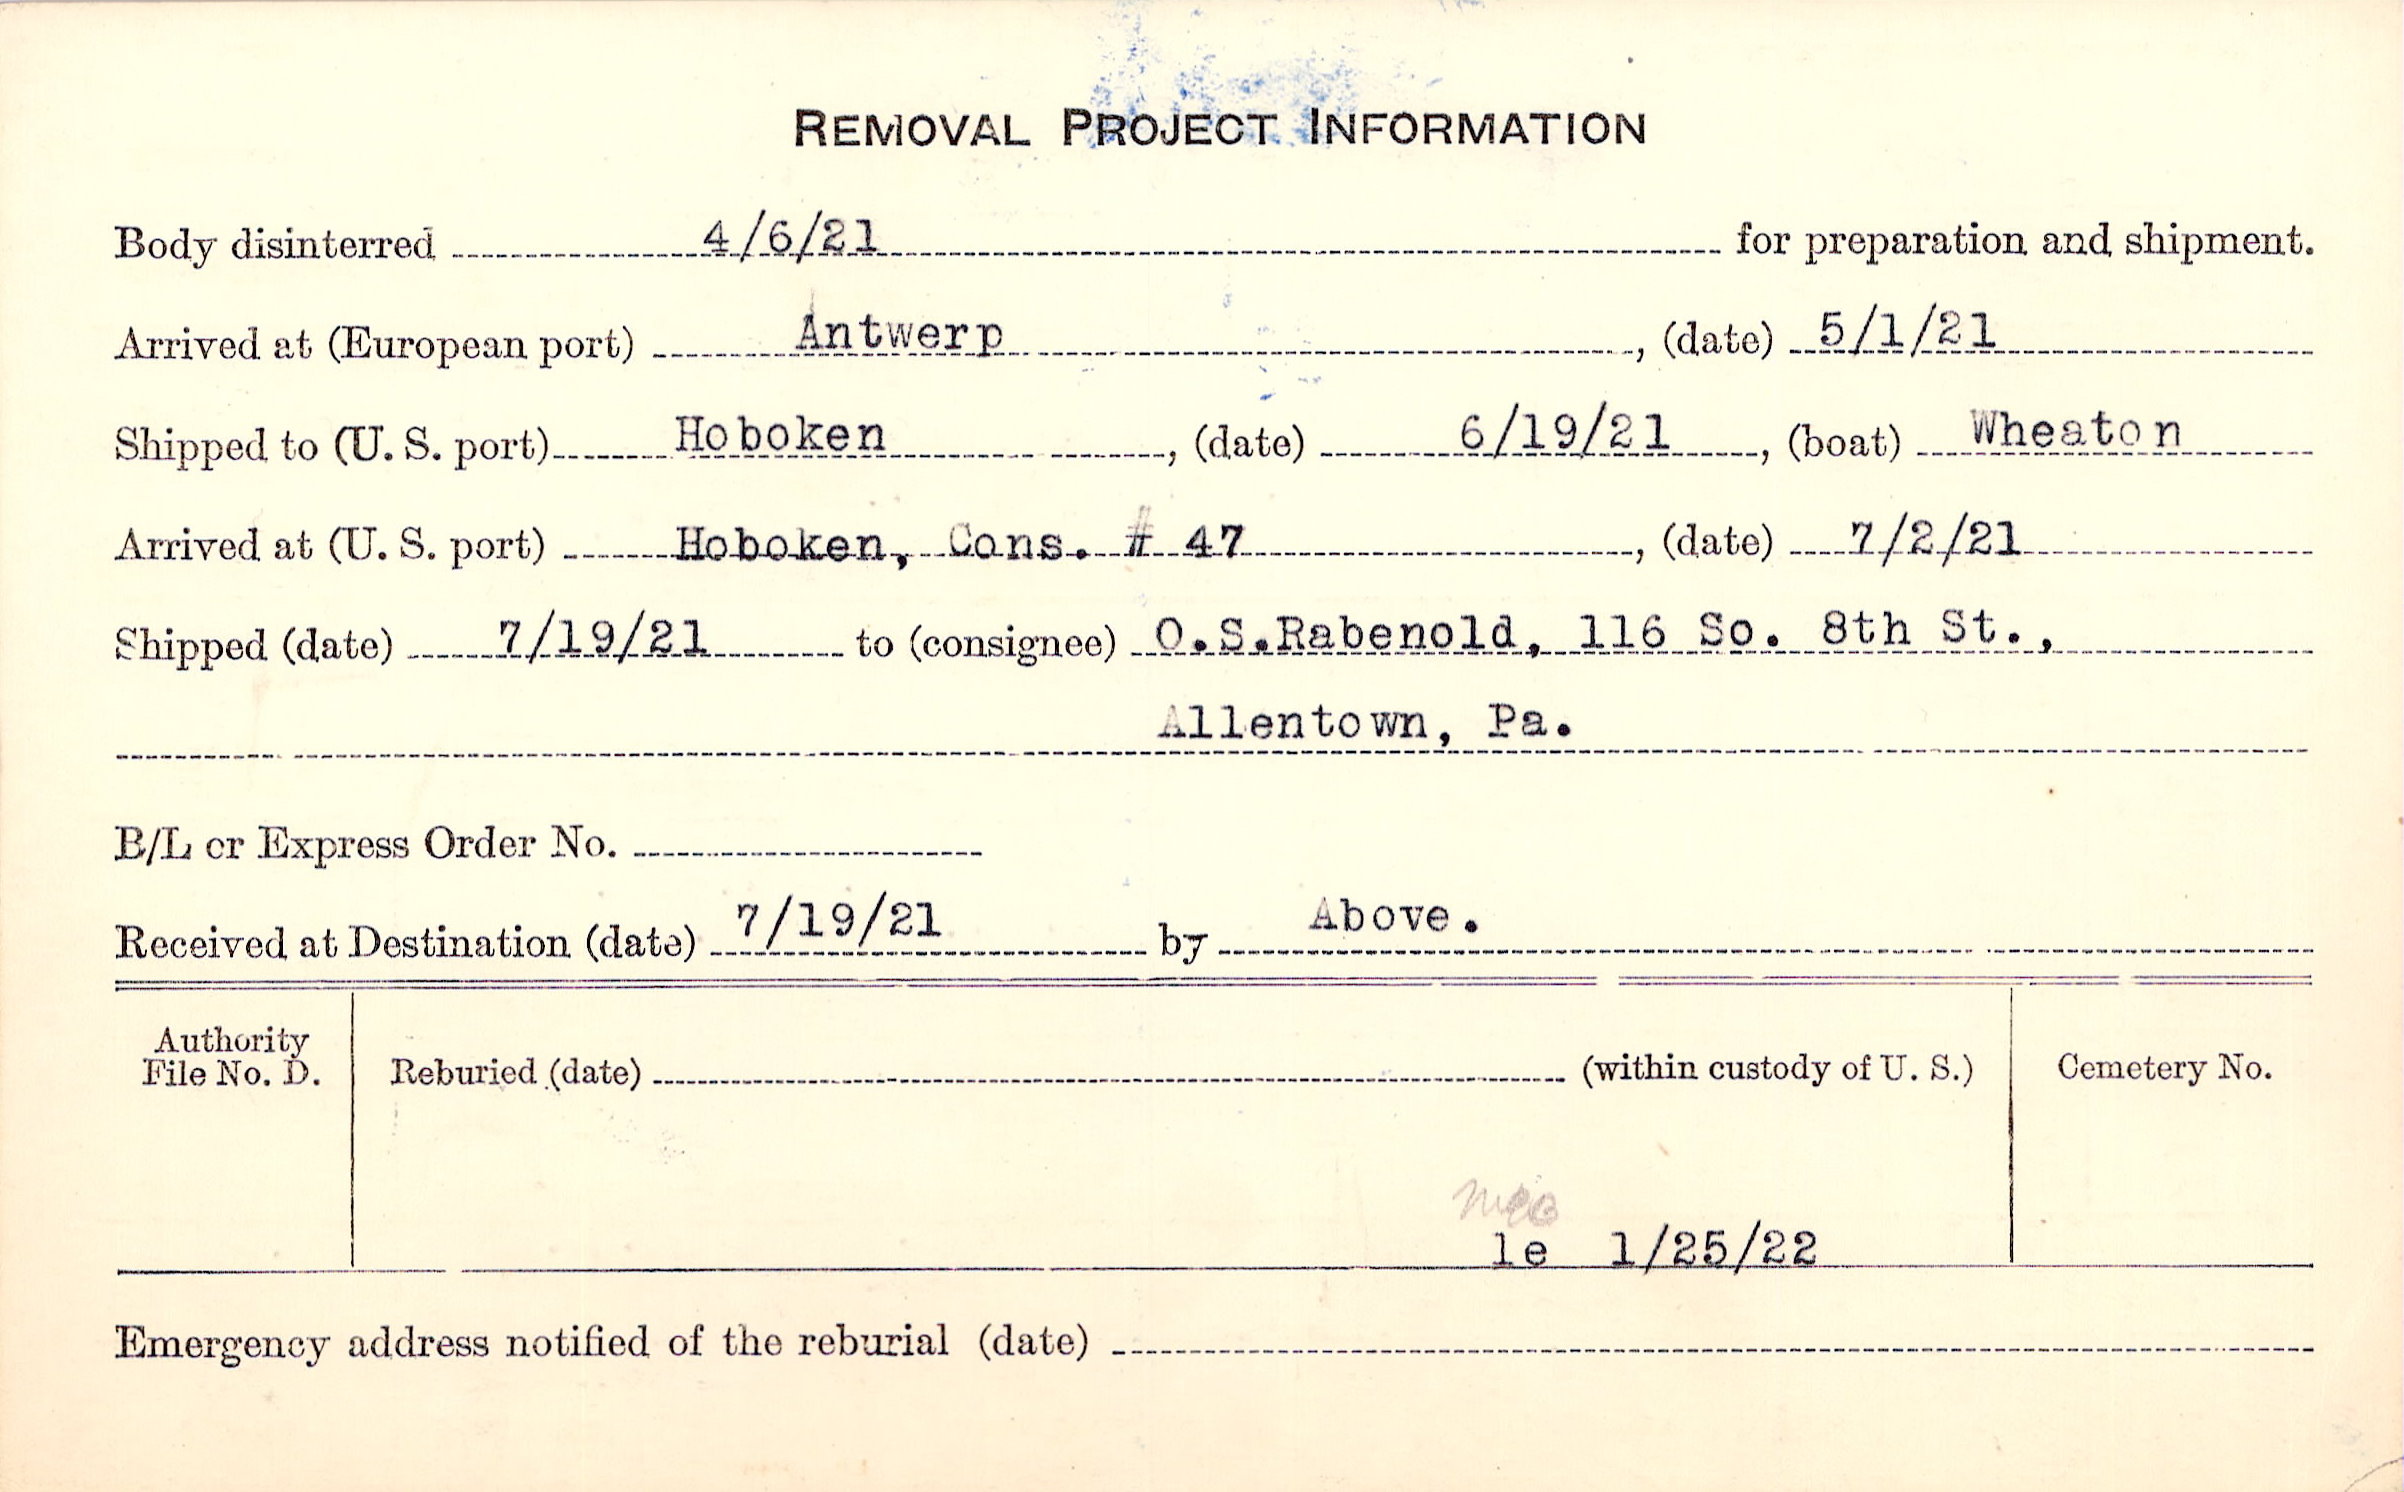 REMOVAL PROJECT INFORMATION
Body disinterred 4/6/21 for preparation and shipment.
Arrived at (European port) Antwerp, (date) 5/1/21
Shipped to (U. S. port) Hoboken, (date) 6/19/21, (boat) Wheaton
Arrived at (U. S. port) Hoboken, Cons. # 47, (date) 7/2/21
Shipped (date) 7/19/21 to (consignee) O.S.Rabenold, 116 So. 8th St.,
Allentown, Pa.
B/L or Express Order No.
Received at Destination (date) 7/19/21 by Above.
Authority
File No. D.
Reburied (date) (within custody of U. S.)
Cemetery No.
le 1/25/22
Emergency address notified of the reburial (date)